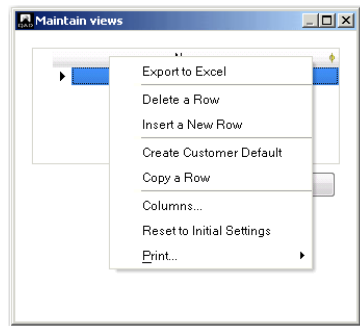 Maintain views
Export to Excel
Delete a Row
Insert a New Row
Create Customer Default
Copy a Row
Columns...
Reset to Initial Settings
Print...